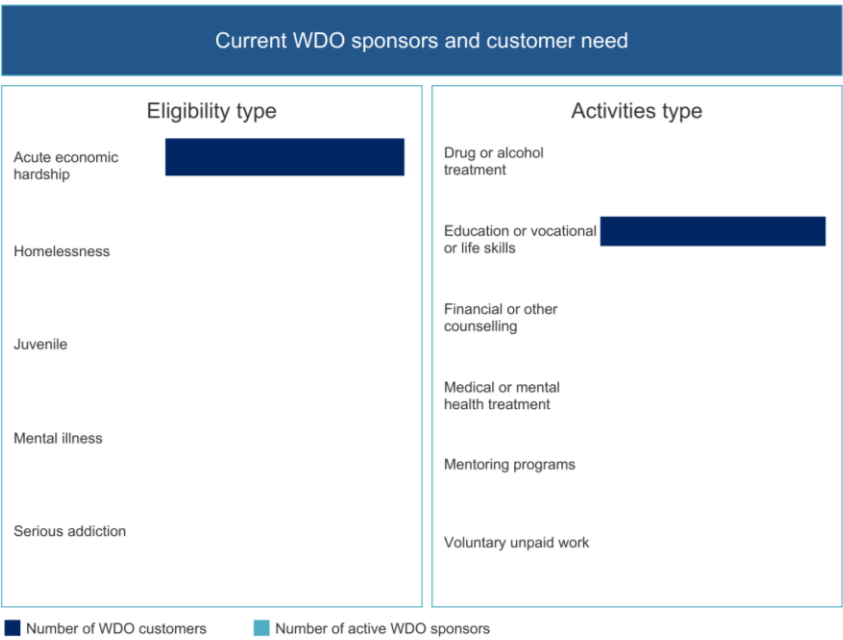 Current WDO sponsors and customer need
Eligibility type
Acute economic
hardship
Homelessness
Juvenile
Mental illness
Serious addiction
Activities type
Drug or alcohol
treatment
Education or vocational
or life skills
Financial or other
counselling
Medical or mental
health treatment
Mentoring programs
Voluntary unpaid work
Number of WDO customers
Number of active WDO sponsors